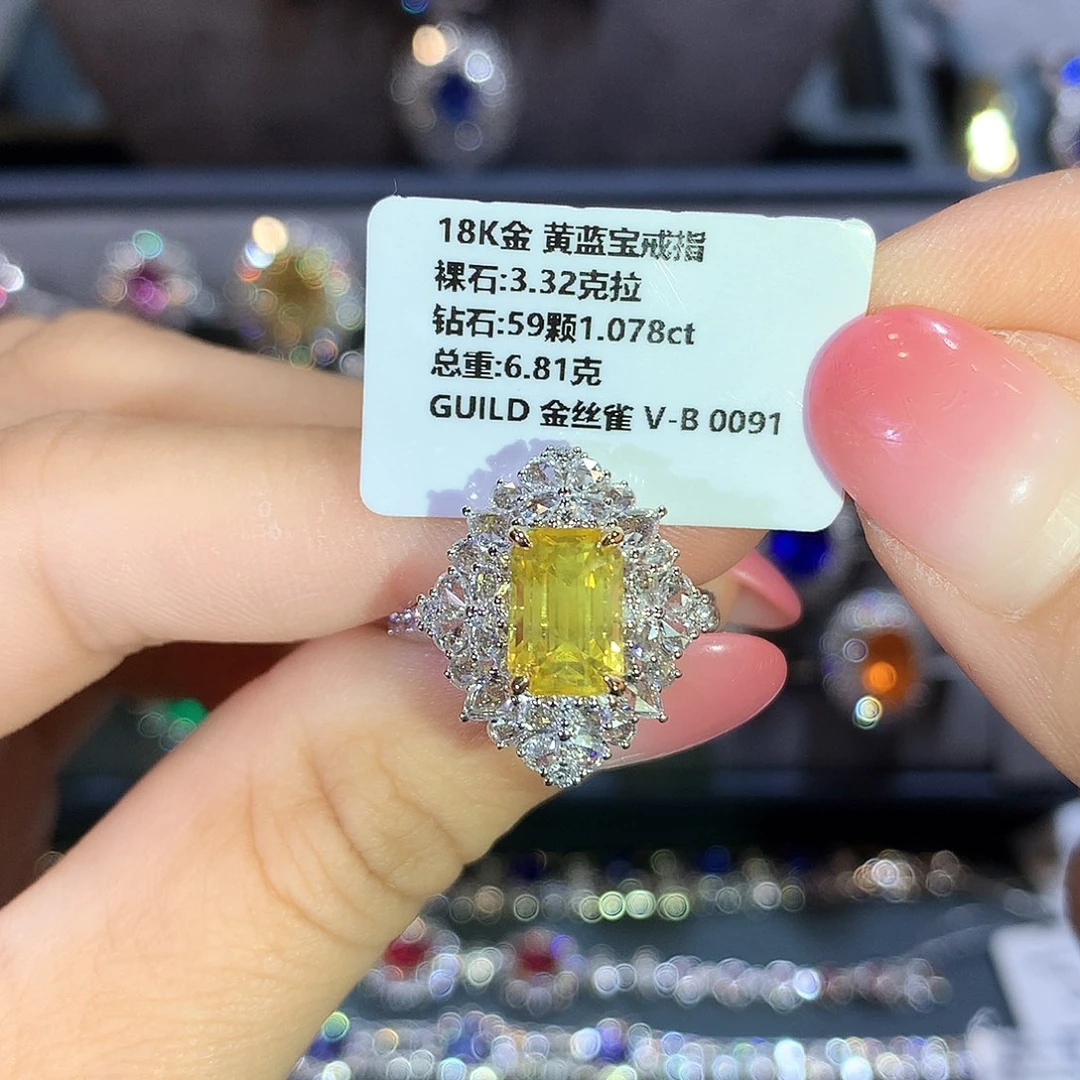 18K金 黄蓝宝戒指
裸石:3.32克拉
钻石:59颗1.078ct
总重:6.81克
GUILD 金丝雀 V-B 0091